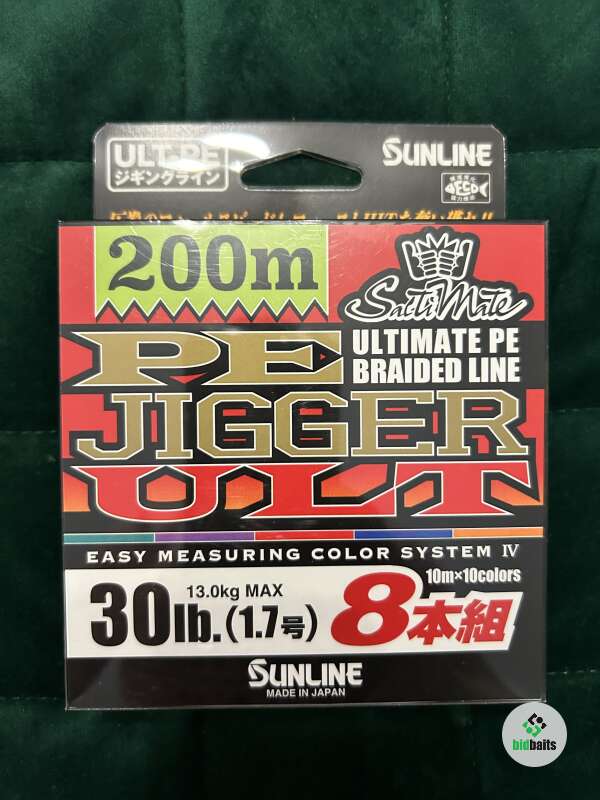 ULT-PE
ジギングライン
SUNLINE
ECO
200m
SaltiMate
PE
JIGGER
ULT
ULTIMATE PE
BRAIDED LINE
EASY MEASURING COLOR SYSTEM IV
10m×10colors
13.0kg MAX
30lb.(1.7号)
8本組
SUNLINE
MADE IN JAPAN
bidbaits